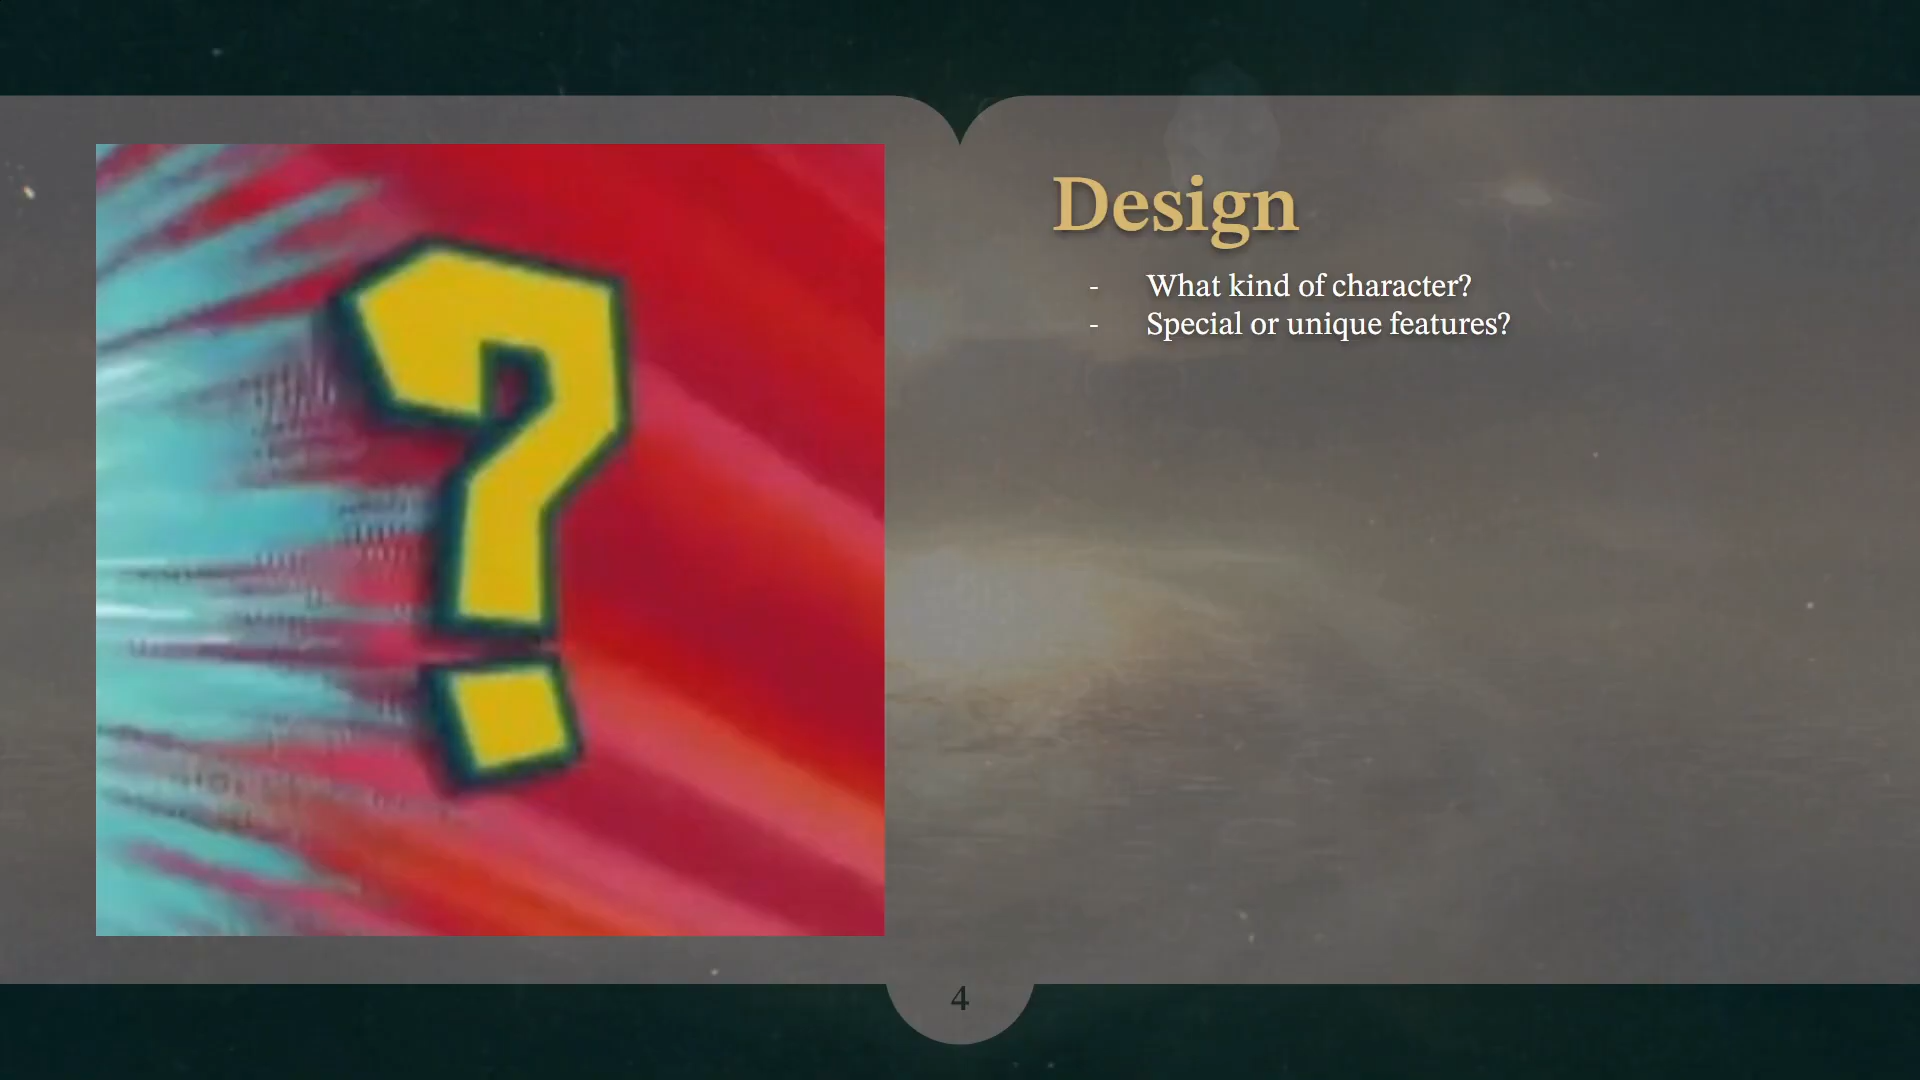 ?
Design
- What kind of character?
- Special or unique features?
4